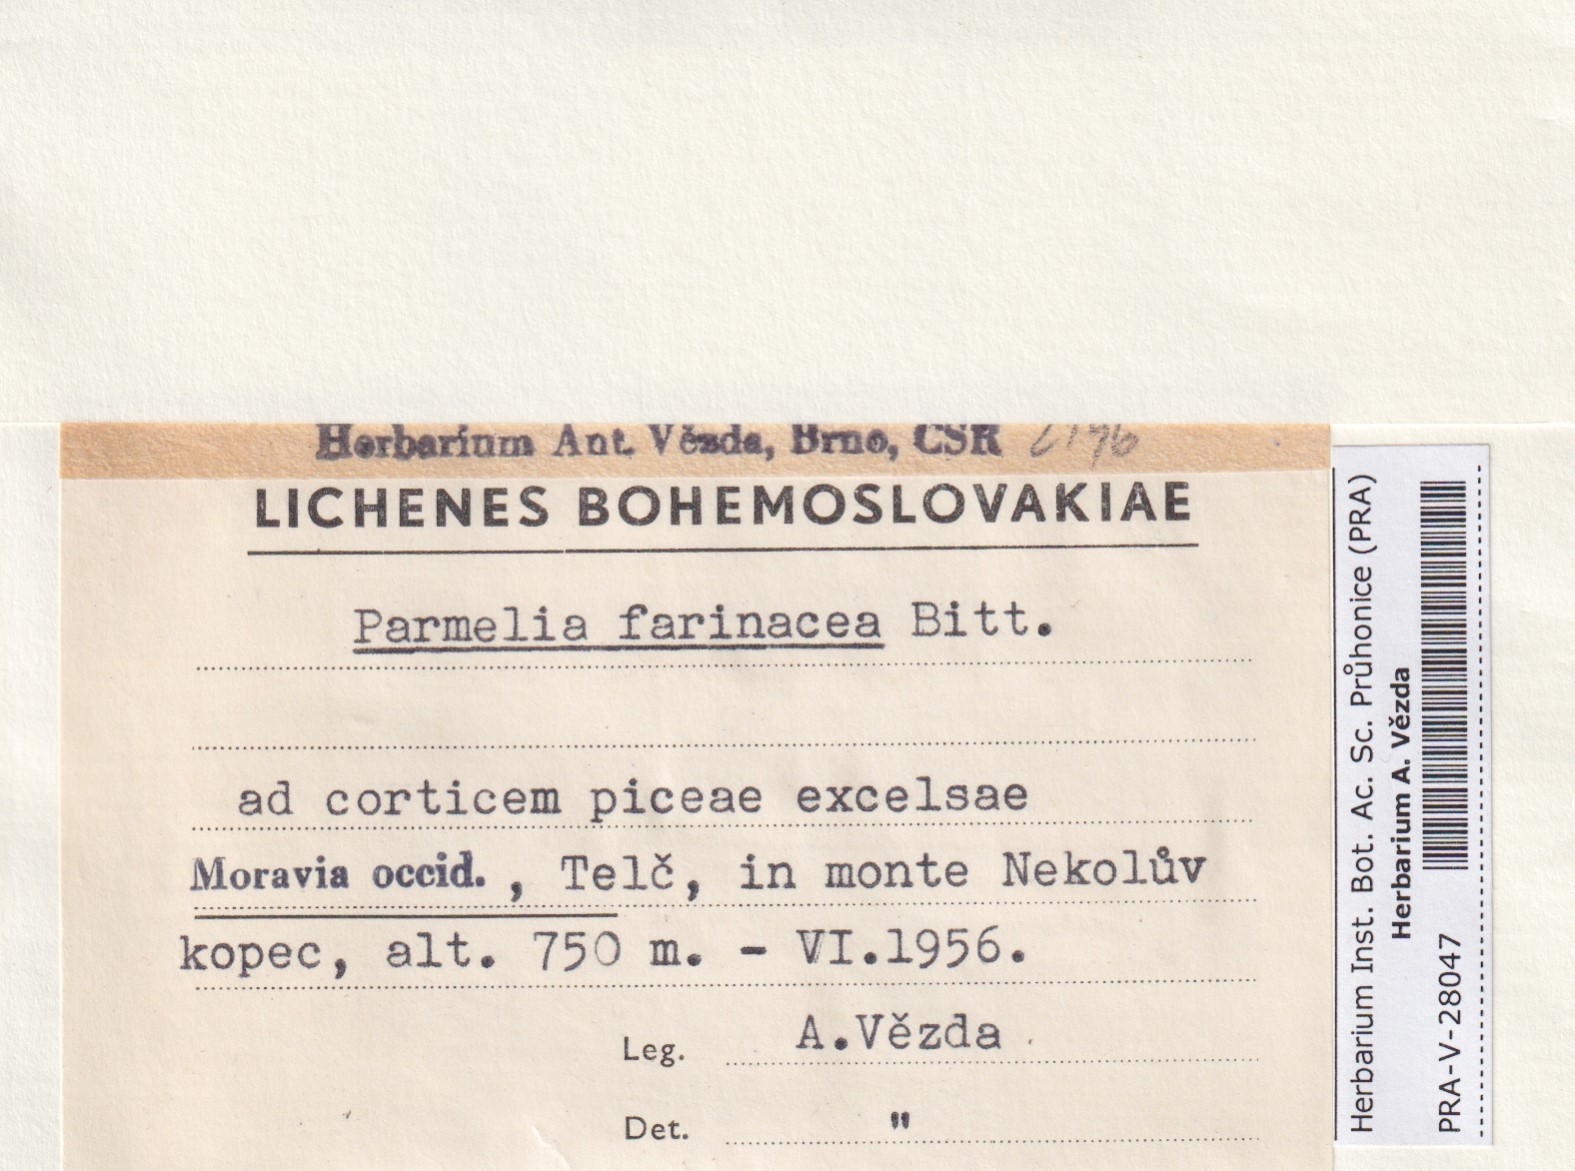 Herbarium Ant. Vězda, Brno, ČSR
LICHENES BOHEMOSLOVAKIAE
Parmelia farinacea Bitt.
ad corticem piceae excelsae
Moravia occid. , Telč, in monte Nekolův
kopec, alt. 750 m. - VI.1956.
Leg. A.Vězda
Det. "
Herbarium Inst. Bot. Ac. Sc. Průhonice (PRA)
Herbarium A. Vězda
PRA-V-28047